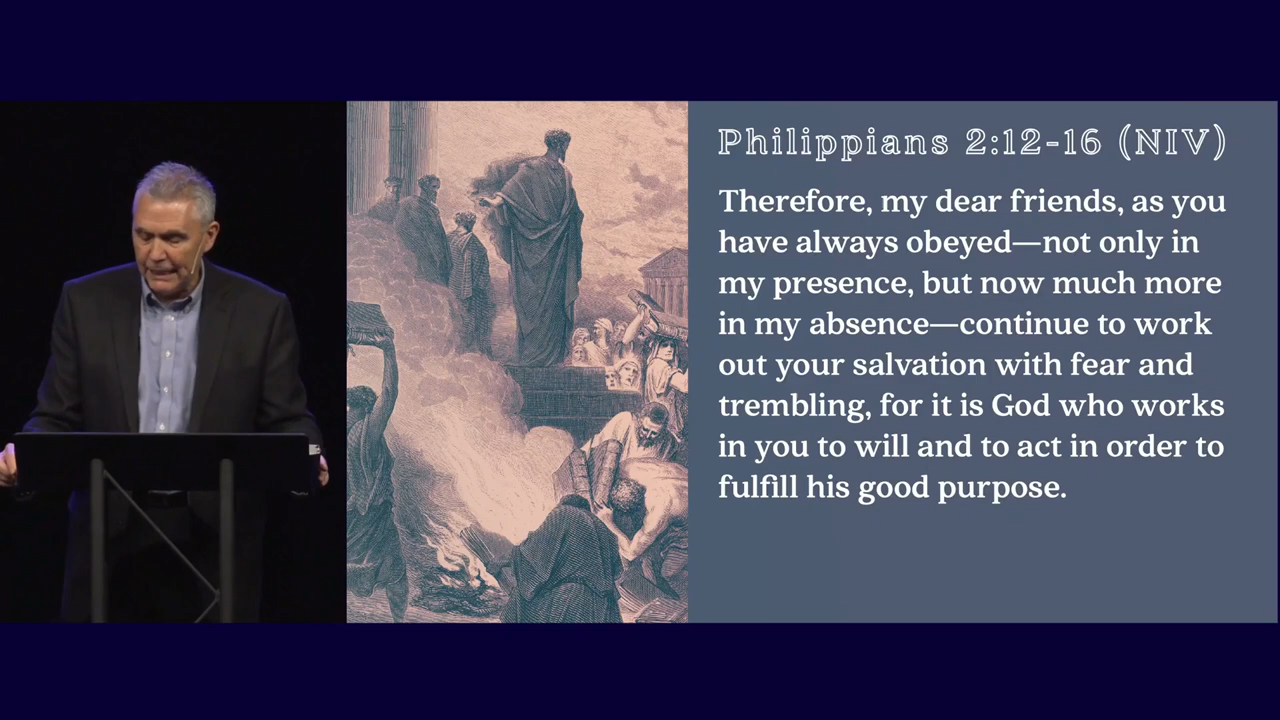 Philippians 2:12-16 (NIV)
Therefore, my dear friends, as you
have always obeyed—not only in
my presence, but now much more
in my absence—continue to work
out your salvation with fear and
trembling, for it is God who works
in you to will and to act in order to
fulfill his good purpose.